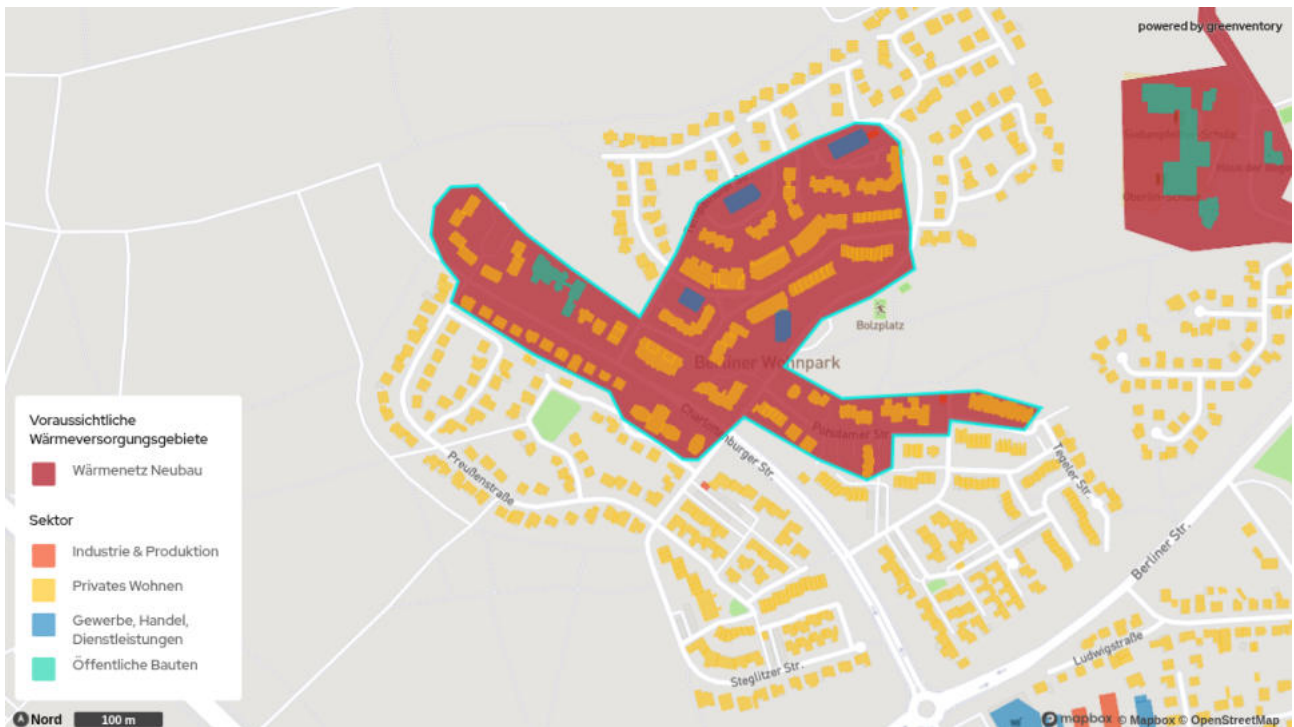 powered by greenventory
Bolzplatz
Berliner Wohnpark
Charlottenburger Str.
Potsdamer Str.
Tegeler Str.
Preußenstraße
Berliner Str.
Steglitzer Str.
Ludwigstraße
Voraussichtliche
Wärmeversorgungsgebiete
Wärmenetz Neubau
Sektor
Industrie & Produktion
Privates Wohnen
Gewerbe, Handel,
Dienstleistungen
Öffentliche Bauten
Nord
100 m
mapbox © Mapbox © OpenStreetMap